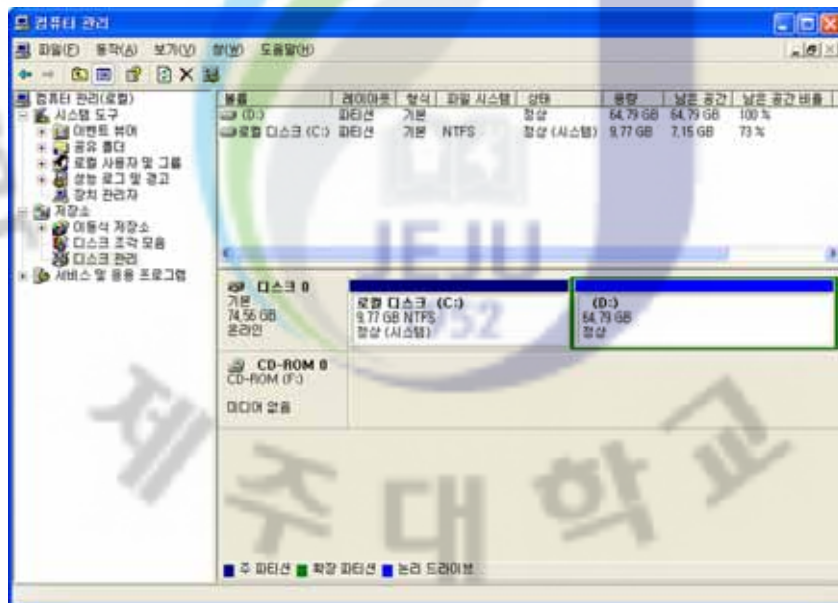 컴퓨터 관리
파일(F) 동작(A) 보기(V) 창(W) 도움말(H)
컴퓨터 관리(로컬)
시스템 도구
이벤트 뷰어
공유 폴더
로컬 사용자 및 그룹
성능 로그 및 경고
장치 관리자
저장소
이동식 저장소
디스크 조각 모음
디스크 관리
서비스 및 응용 프로그램
볼륨 레이아웃 형식 파일 시스템 상태 용량 남은 공간 남은 공간 비율
(D:) 파티션 기본 정상 64,79 GB 64,79 GB 100 %
로컬 디스크 (C:) 파티션 기본 NTFS 정상 (시스템) 9,77 GB 7,15 GB 73 %
디스크 0
기본
74,56 GB
온라인
로컬 디스크 (C:)
9,77 GB NTFS
정상 (시스템)
(D:)
64,79 GB
정상
CD-ROM 0
CD-ROM (F:)
미디어 없음
주 파티션 확장 파티션 논리 드라이브
JEJU
1952
제주대학교